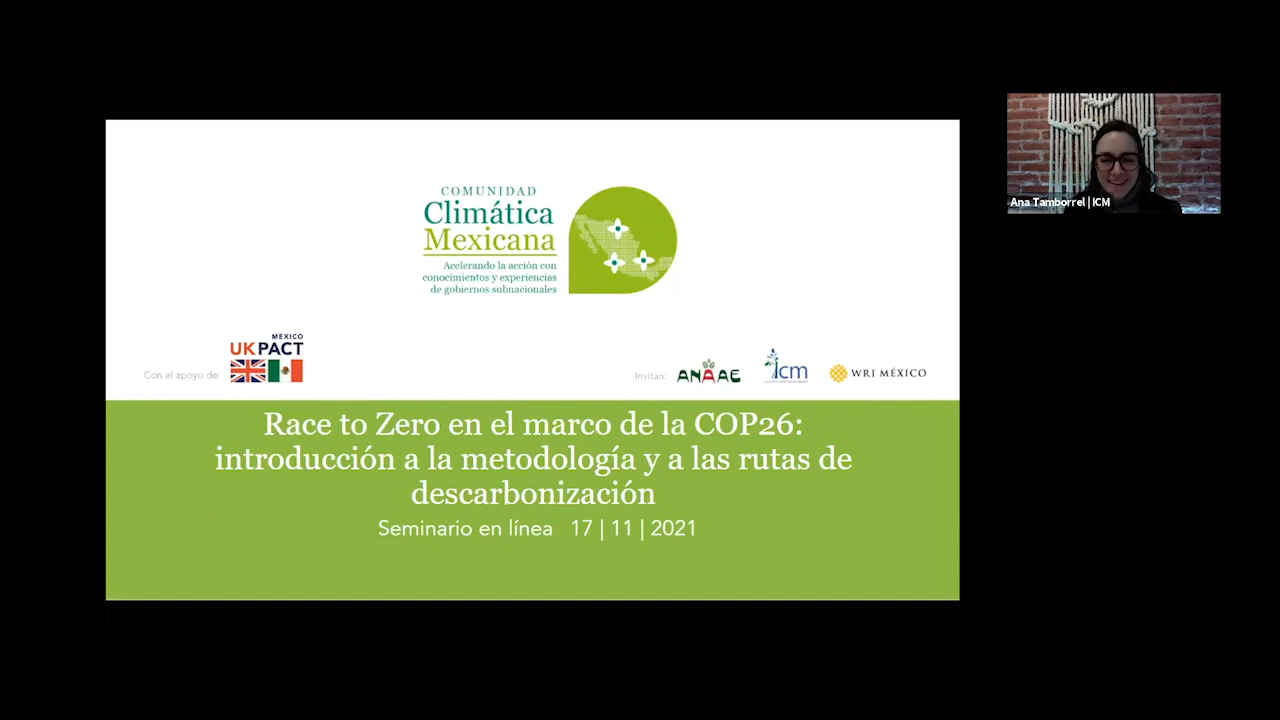 COMUNIDAD
Climática
Mexicana
Acelerando la acción con
conocimientos y experiencias
de gobiernos subnacionales
Ana Tamborrel | ICM
MEXICO
UK PACT
Con el apoyo de:
Invitan:
ANAAE
icm
WRI MÉXICO
Race to Zero en el marco de la COP26:
introducción a la metodología y a las rutas de
descarbonización
Seminario en línea 17 | 11 | 2021